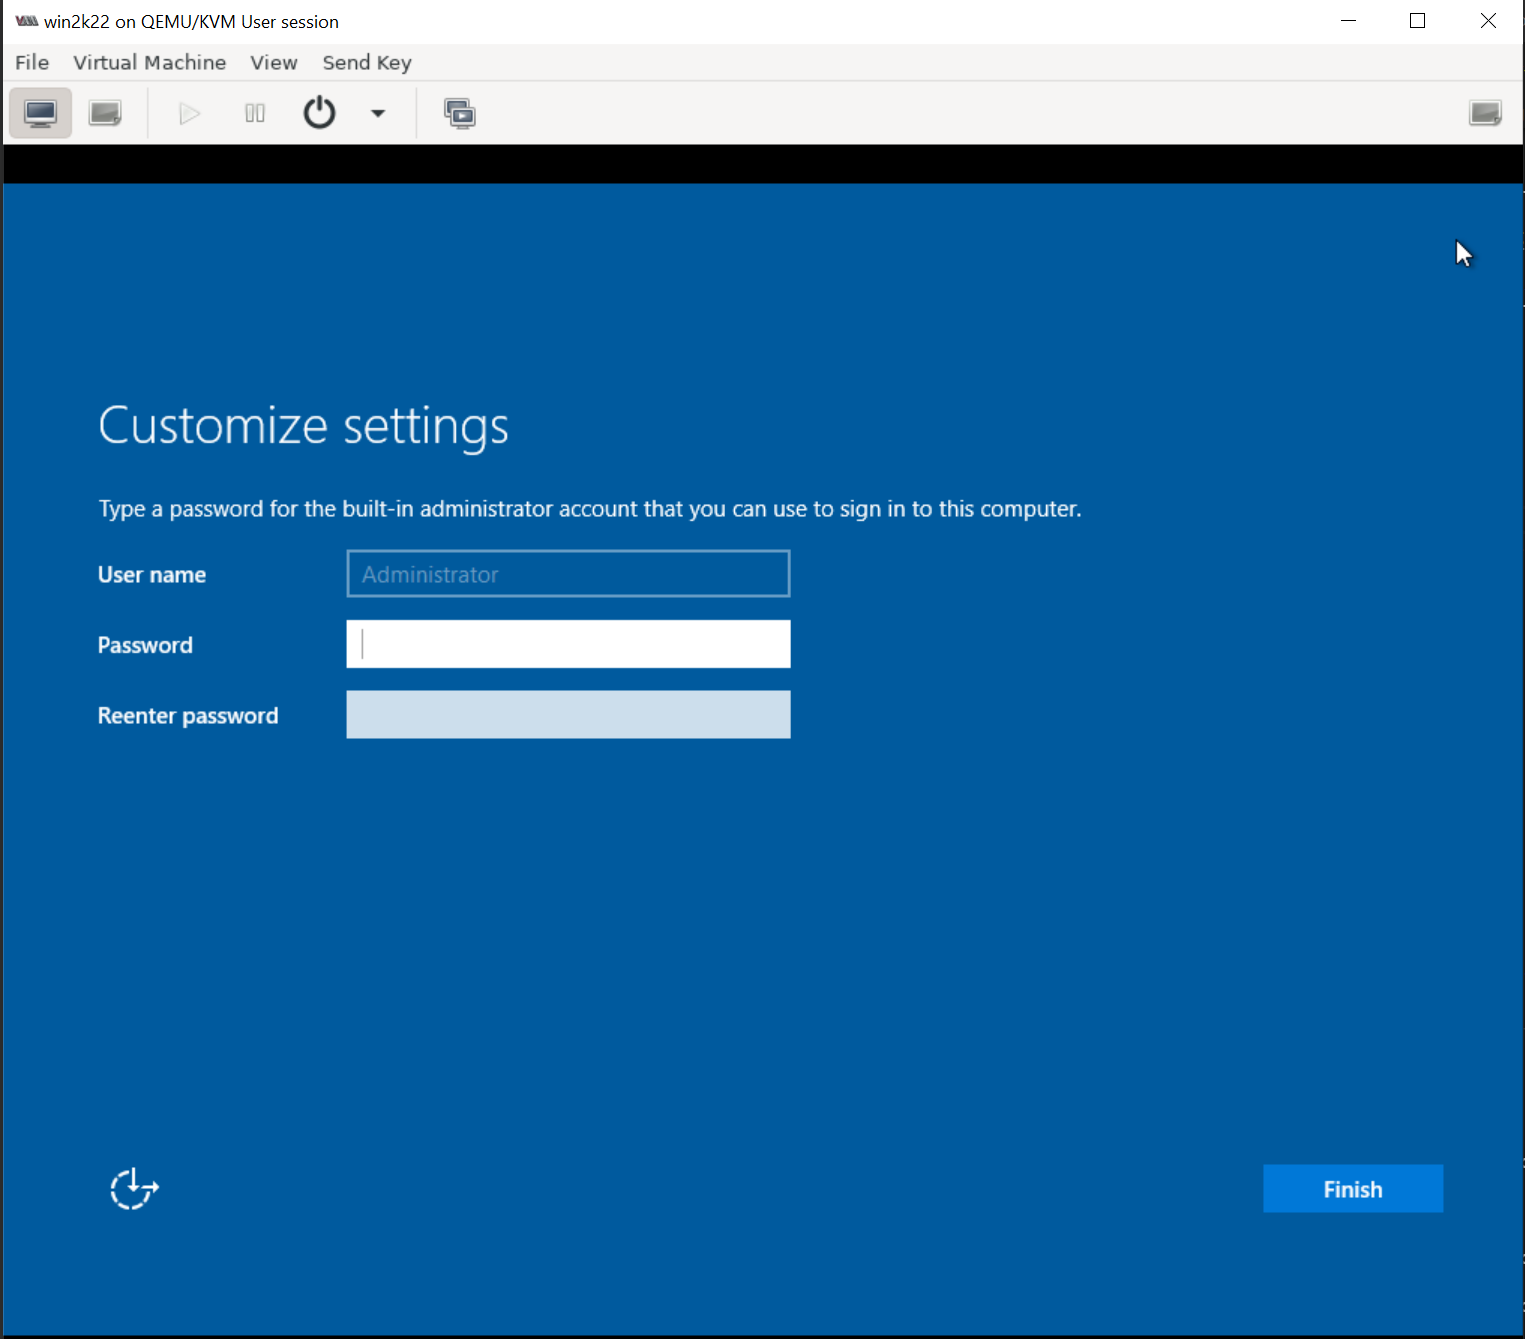 win2k22 on QEMU/KVM User session
File Virtual Machine View Send Key
Customize settings
Type a password for the built-in administrator account that you can use to sign in to this computer.
User name Administrator
Password
Reenter password
Finish